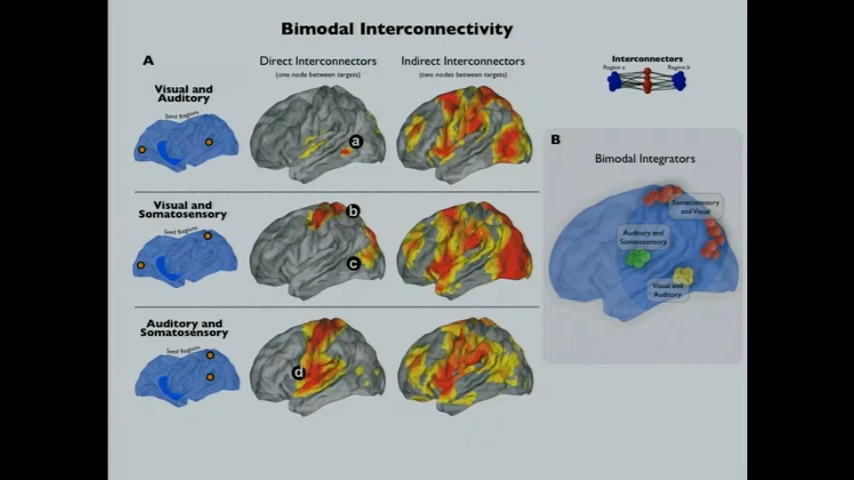 Bimodal Interconnectivity
A
Direct Interconnectors
(one node between targets)
Indirect Interconnectors
(two nodes between targets)
Interconnectors
Region a
Region b
Visual and
Auditory
Seed Regions
a
Visual and
Somatosensory
Seed Regions
b
c
Auditory and
Somatosensory
Seed Regions
d
B
Bimodal Integrators
Somatosensory
and Visual
Auditory and
Somatosensory
Visual and
Auditory